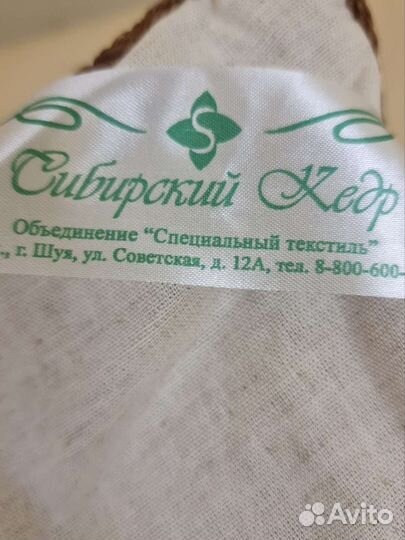 S
Сибирский Кедр
Объединение "Специальный текстиль"
г. Шуя, ул. Советская, д. 12А, тел. 8-800-600-
Avito